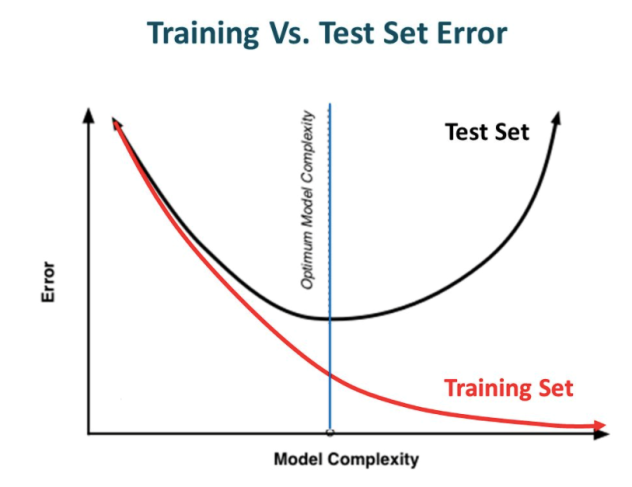 Training Vs. Test Set Error
Test Set
Optimum Model Complexity
Error
Training Set
Model Complexity